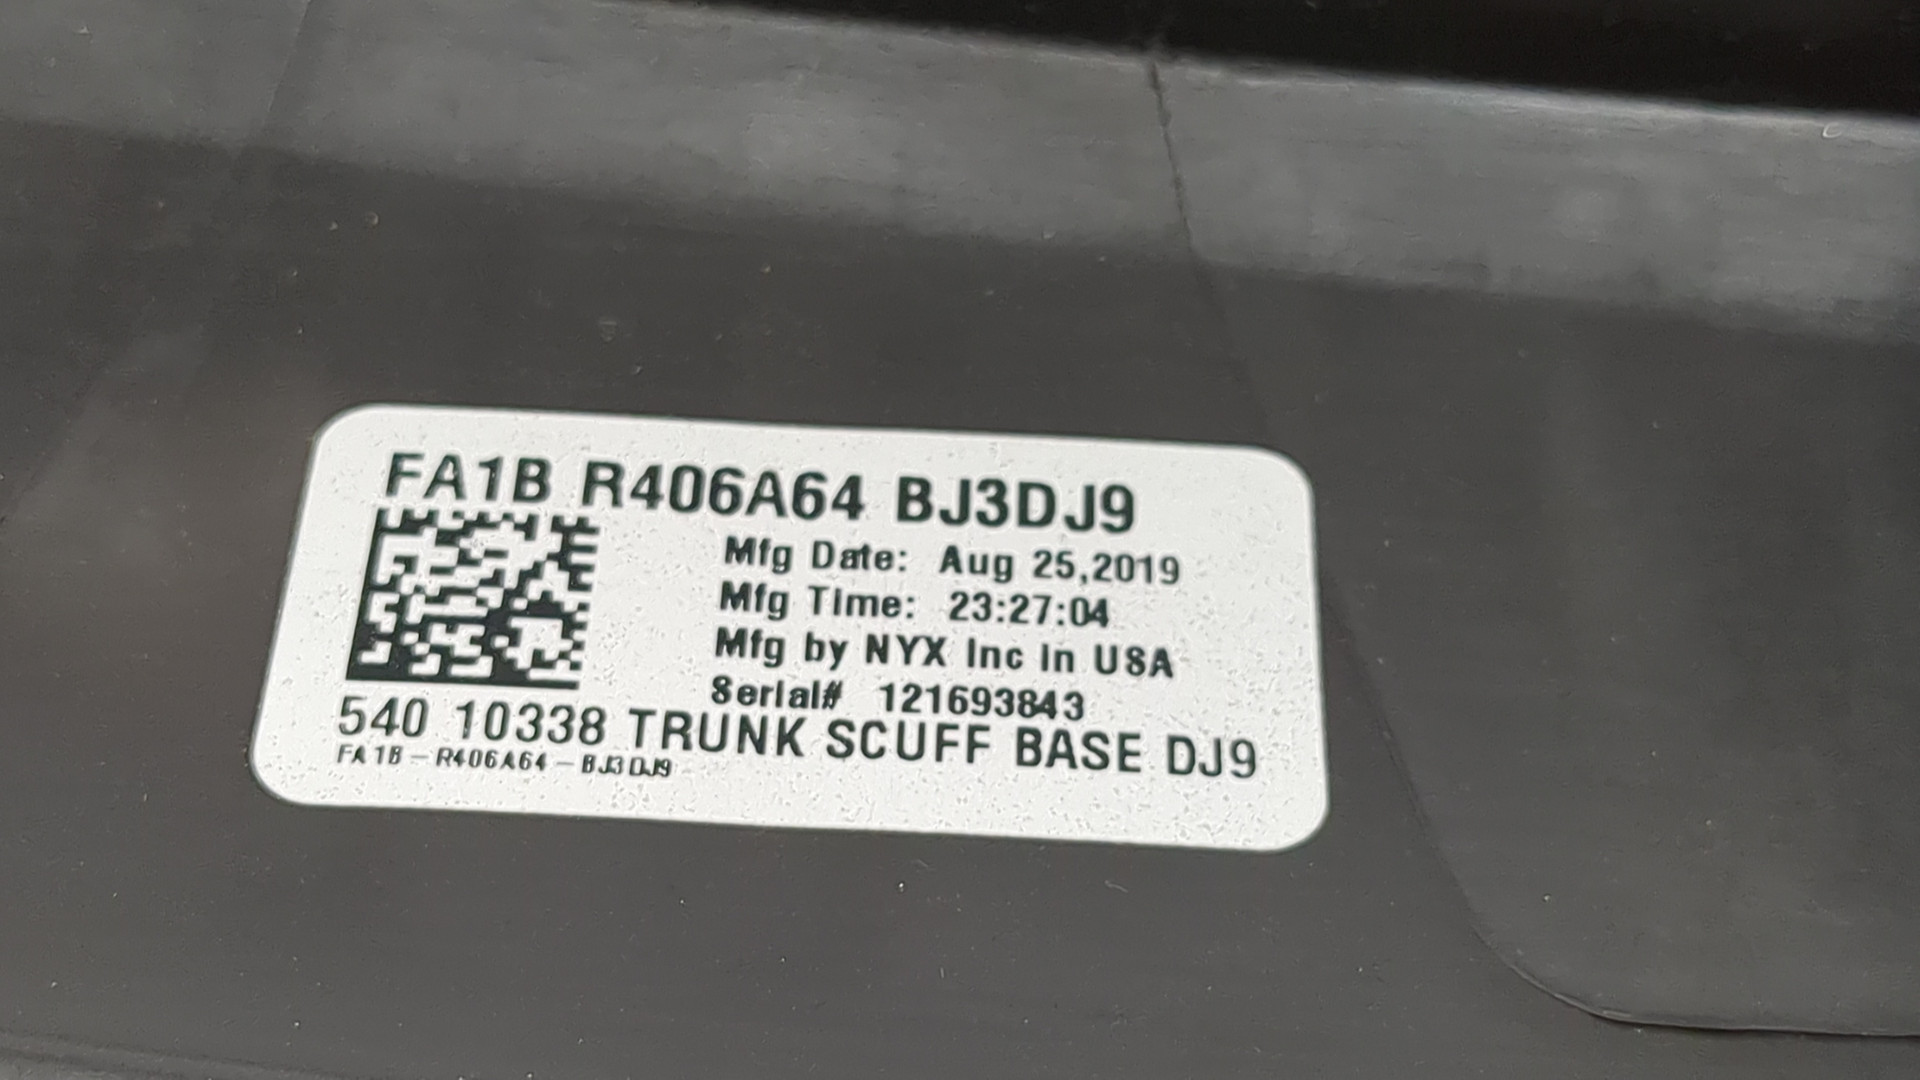 FA1B R406A64 BJ3DJ9
Mfg Date: Aug 25,2019
Mfg Time: 23:27:04
Mfg by NYX Inc in USA
Serial# 121693843
540 10338 TRUNK SCUFF BASE DJ9
FA1B-R406A64-BJ3DJ9